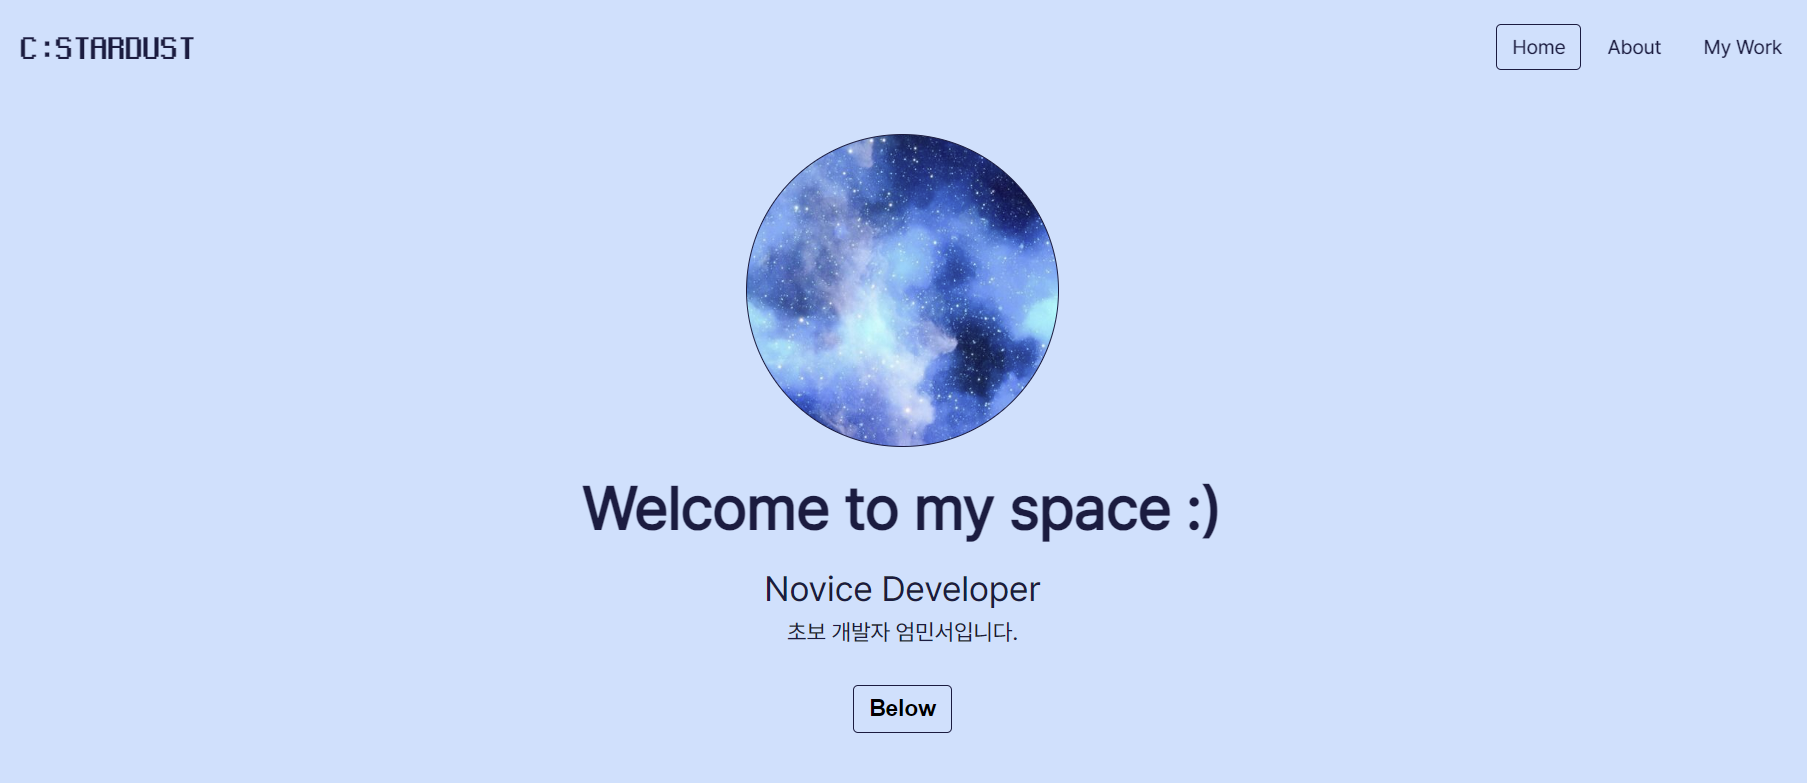 C:STARDUST
Home About My Work
Welcome to my space :)
Novice Developer
초보 개발자 엄민서입니다.
Below